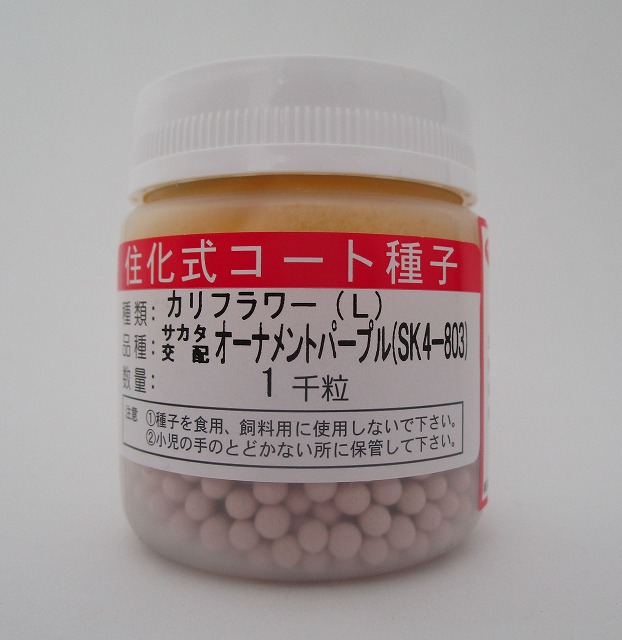 住化式コート種子
種類：カリフラワー（Ｌ）
品種：サカタ交配オーナメントパープル(SK4-803)
数量：１千粒
注意 ①種子を食用、飼料用に使用しないで下さい。
②小児の手のとどかない所に保管して下さい。